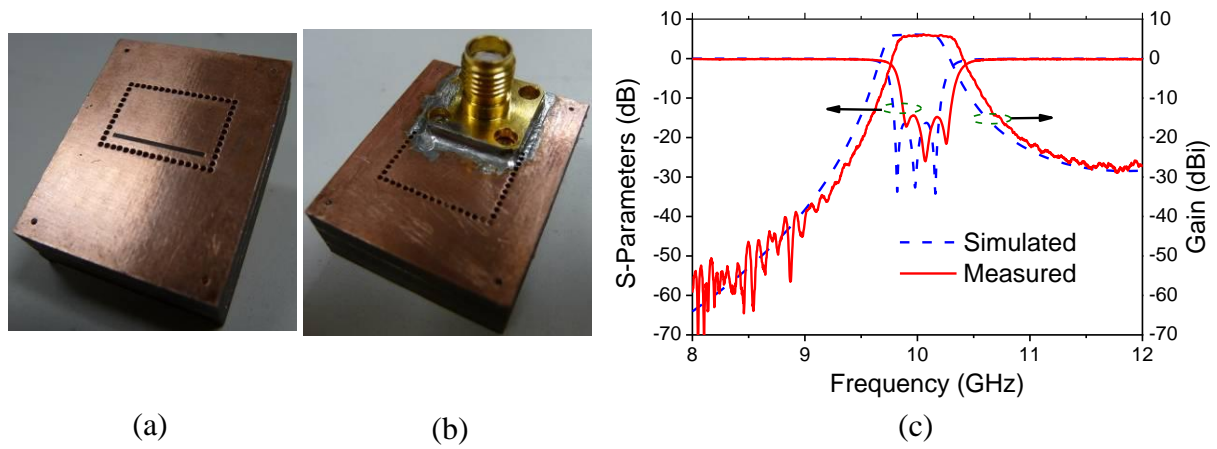 10
0
-10
-20
-30
-40
-50
-60
-70
S-Parameters (dB)
10
0
-10
-20
-30
-40
-50
-60
-70
Gain (dBi)
Simulated
Measured
8
9
10
11
12
Frequency (GHz)
(a)
(b)
(c)